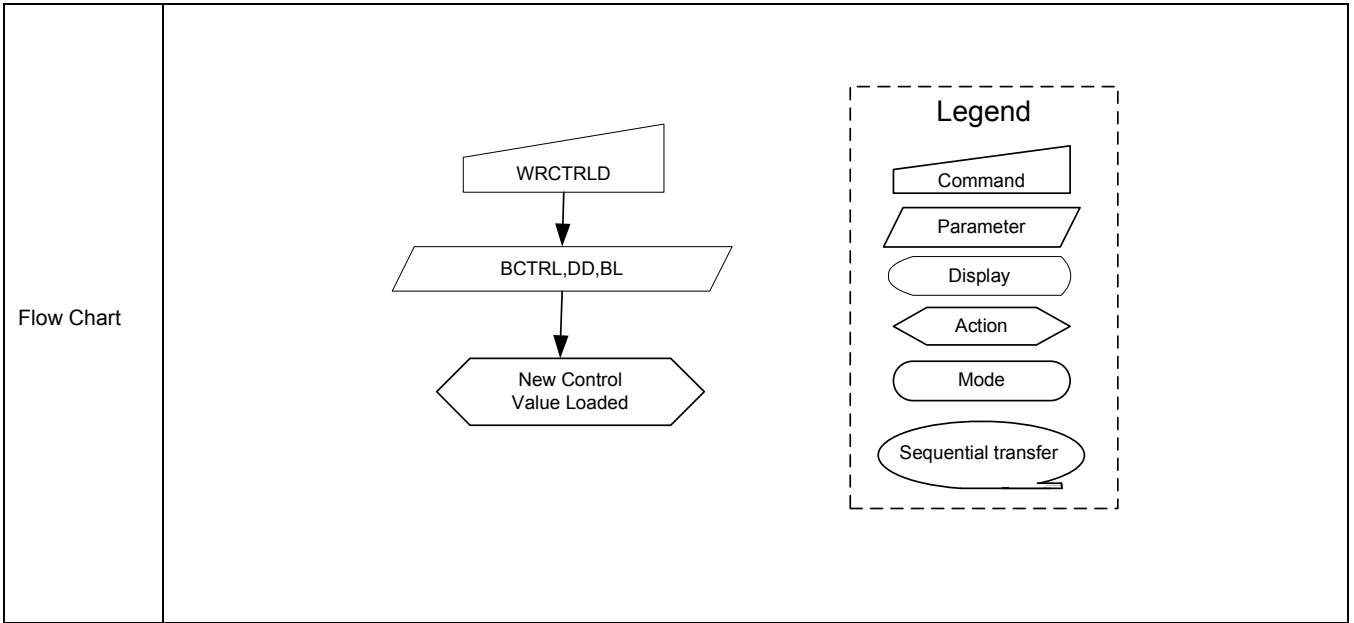 Flow Chart
WRCTRLD
BCTRL,DD,BL
New Control
Value Loaded
Legend
Command
Parameter
Display
Action
Mode
Sequential transfer